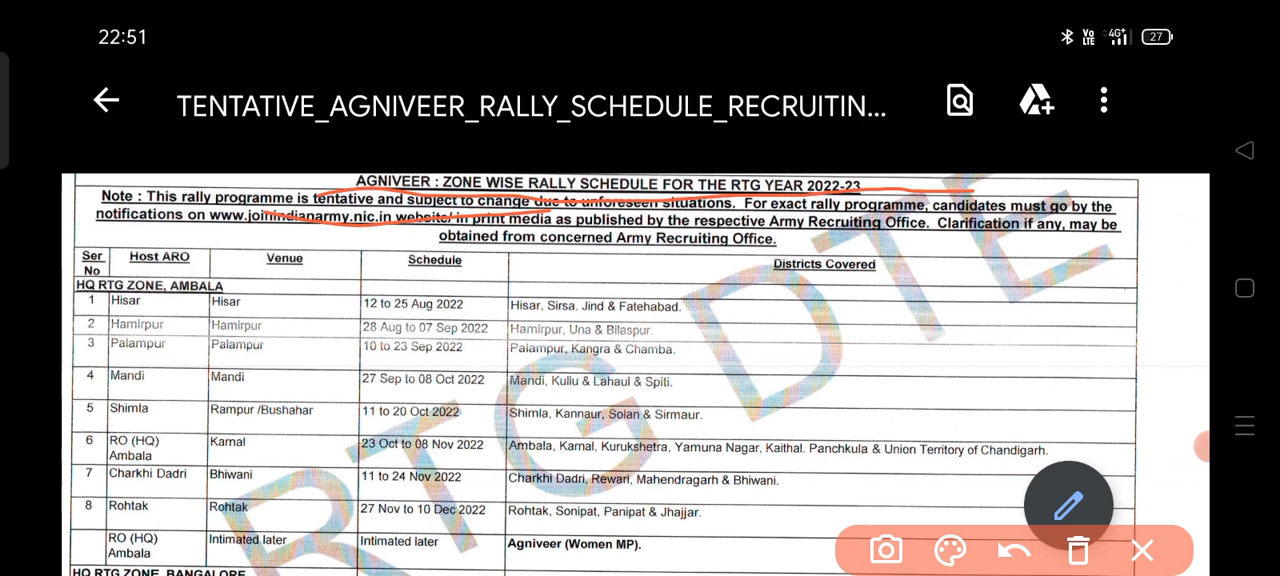 22:51
Vo LTE 4G+ 27
TENTATIVE_AGNIVEER_RALLY_SCHEDULE_RECRUITIN...
AGNIVEER : ZONE WISE RALLY SCHEDULE FOR THE RTG YEAR 2022-23
Note : This rally programme is tentative and subject to change due to unforeseen situations. For exact rally programme, candidates must go by the
notifications on www.joinindianarmy.nic.in website/ in print media as published by the respective Army Recruiting Office. Clarification if any, may be
obtained from concerned Army Recruiting Office.
Ser No Host ARO Venue Schedule Districts Covered
HQ RTG ZONE, AMBALA
1 Hisar Hisar 12 to 25 Aug 2022 Hisar, Sirsa, Jind & Fatehabad.
2 Hamirpur Hamirpur 28 Aug to 07 Sep 2022 Hamirpur, Una & Bilaspur.
3 Palampur Palampur 10 to 23 Sep 2022 Palampur, Kangra & Chamba.
4 Mandi Mandi 27 Sep to 08 Oct 2022 Mandi, Kullu & Lahaul & Spiti.
5 Shimla Rampur /Bushahar 11 to 20 Oct 2022 Shimla, Kannaur, Solan & Sirmaur.
6 RO (HQ) Ambala Karnal 23 Oct to 08 Nov 2022 Ambala, Karnal, Kurukshetra, Yamuna Nagar, Kaithal. Panchkula & Union Territory of Chandigarh.
7 Charkhi Dadri Bhiwani 11 to 24 Nov 2022 Charkhi Dadri, Rewari, Mahendragarh & Bhiwani.
8 Rohtak Rohtak 27 Nov to 10 Dec 2022 Rohtak, Sonipat, Panipat & Jhajjar.
RO (HQ) Ambala Intimated later Intimated later Agniveer (Women MP).
HQ RTG ZONE, BANGALORE
RTG DTE